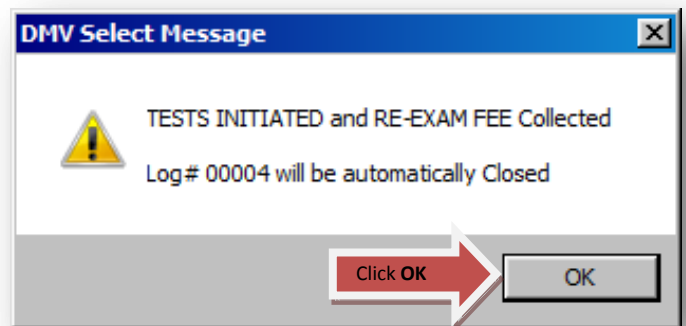 DMV Select Message
TESTS INITIATED and RE-EXAM FEE Collected
Log# 00004 will be automatically Closed
Click OK
OK